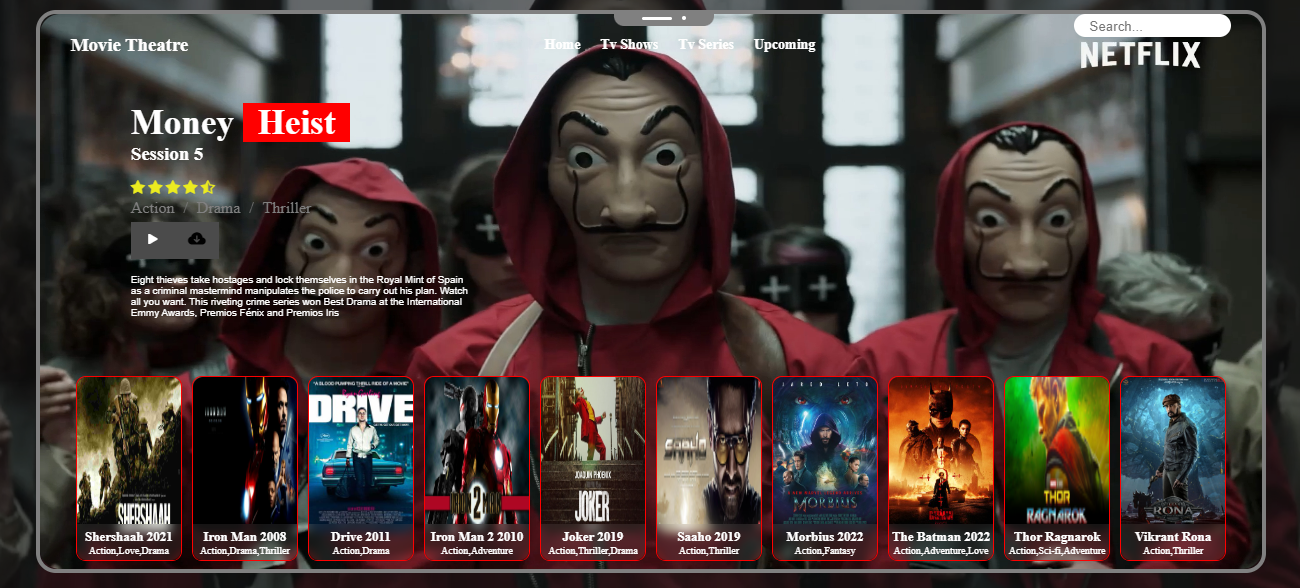 Movie Theatre
Home Tv Shows Tv Series Upcoming
Search...
NETFLIX
Money Heist
Session 5
Action / Drama / Thriller
Eight thieves take hostages and lock themselves in the Royal Mint of Spain
as a criminal mastermind manipulates the police to carry out his plan. Watch
all you want. This riveting crime series won Best Drama at the International
Emmy Awards, Premios Fénix and Premios Iris
SHERSHAAH
Shershaah 2021
Action,Love,Drama
IRON MAN
Iron Man 2008
Action,Drama,Thriller
A BLOOD PUMPING THRILL RIDE OF A MOVIE
DRIVE
Drive 2011
Action,Drama
2
Iron Man 2 2010
Action,Adventure
JOAQUIN PHOENIX
JOKER
Joker 2019
Action,Thriller,Drama
SAAHO
Saaho 2019
Action,Thriller
JARED LETO
MORBIUS
Morbius 2022
Action,Fantasy
The Batman 2022
Action,Adventure,Love
THOR
RAGNAROK
Thor Ragnarok
Action,Sci-fi,Adventure
RONA
Vikrant Rona
Action,Thriller